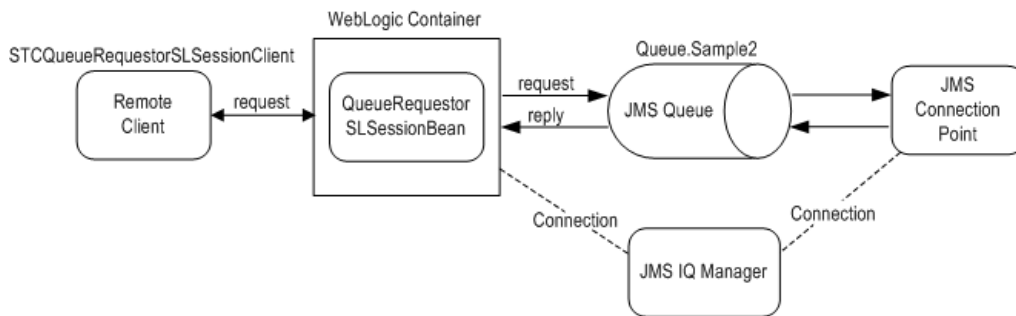 WebLogic Container
STCQueueRequestorSLSessionClient
Queue.Sample2
Remote
Client
request
QueueRequestor
SLSessionBean
request
reply
JMS Queue
JMS
Connection
Point
Connection
Connection
JMS IQ Manager